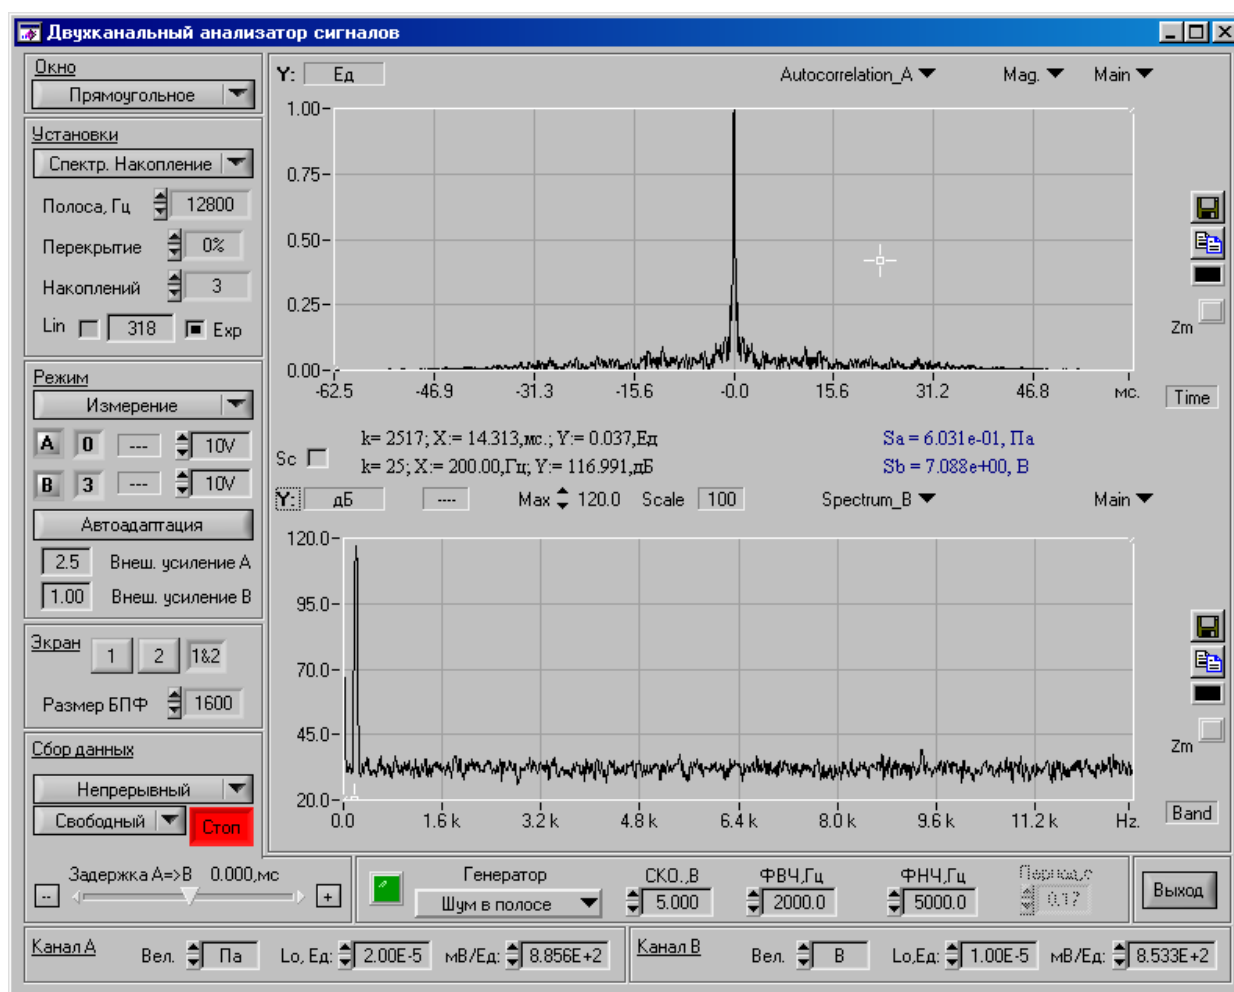 Двухканальный анализатор сигналов
Окно
Прямоугольное
Установки
Спектр. Накопление
Полоса, Гц 12800
Перекрытие 0%
Накоплений 3
Lin 318 Exp
Режим
Измерение
A 0 --- 10V
B 3 --- 10V
Автоадаптация
2.5 Внеш. усиление A
1.00 Внеш. усиление B
Экран 1 2 1&2
Размер БПФ 1600
Сбор данных
Непрерывный
Свободный Стоп
Задержка A=>B 0.000,мс
-- +
Y: Ед Autocorrelation_A Mag. Main
1.00
0.75
0.50
0.25
0.00
-62.5 -46.9 -31.3 -15.6 -0.0 15.6 31.2 46.8 мс.
Zm
Time
k= 2517; X:= 14.313,мс.; Y:= 0.037,Ед Sa = 6.031e-01, Па
Sc k= 25; X:= 200.00,Гц; Y:= 116.991,дБ Sb = 7.088e+00, В
Y: дБ ---- Max 120.0 Scale 100 Spectrum_B Main
120.0
95.0
70.0
45.0
20.0
0.0 1.6 k 3.2 k 4.8 k 6.4 k 8.0 k 9.6 k 11.2 k Hz.
Zm
Band
Генератор СКО.,В ФВЧ,Гц ФНЧ,Гц Период,с
Шум в полосе 5.000 2000.0 5000.0 0.17
Выход
Канал A Вел. Па Lo, Ед: 2.00E-5 мВ/Ед: 8.856E+2
Канал B Вел. В Lo,Ед: 1.00E-5 мВ/Ед: 8.533E+2